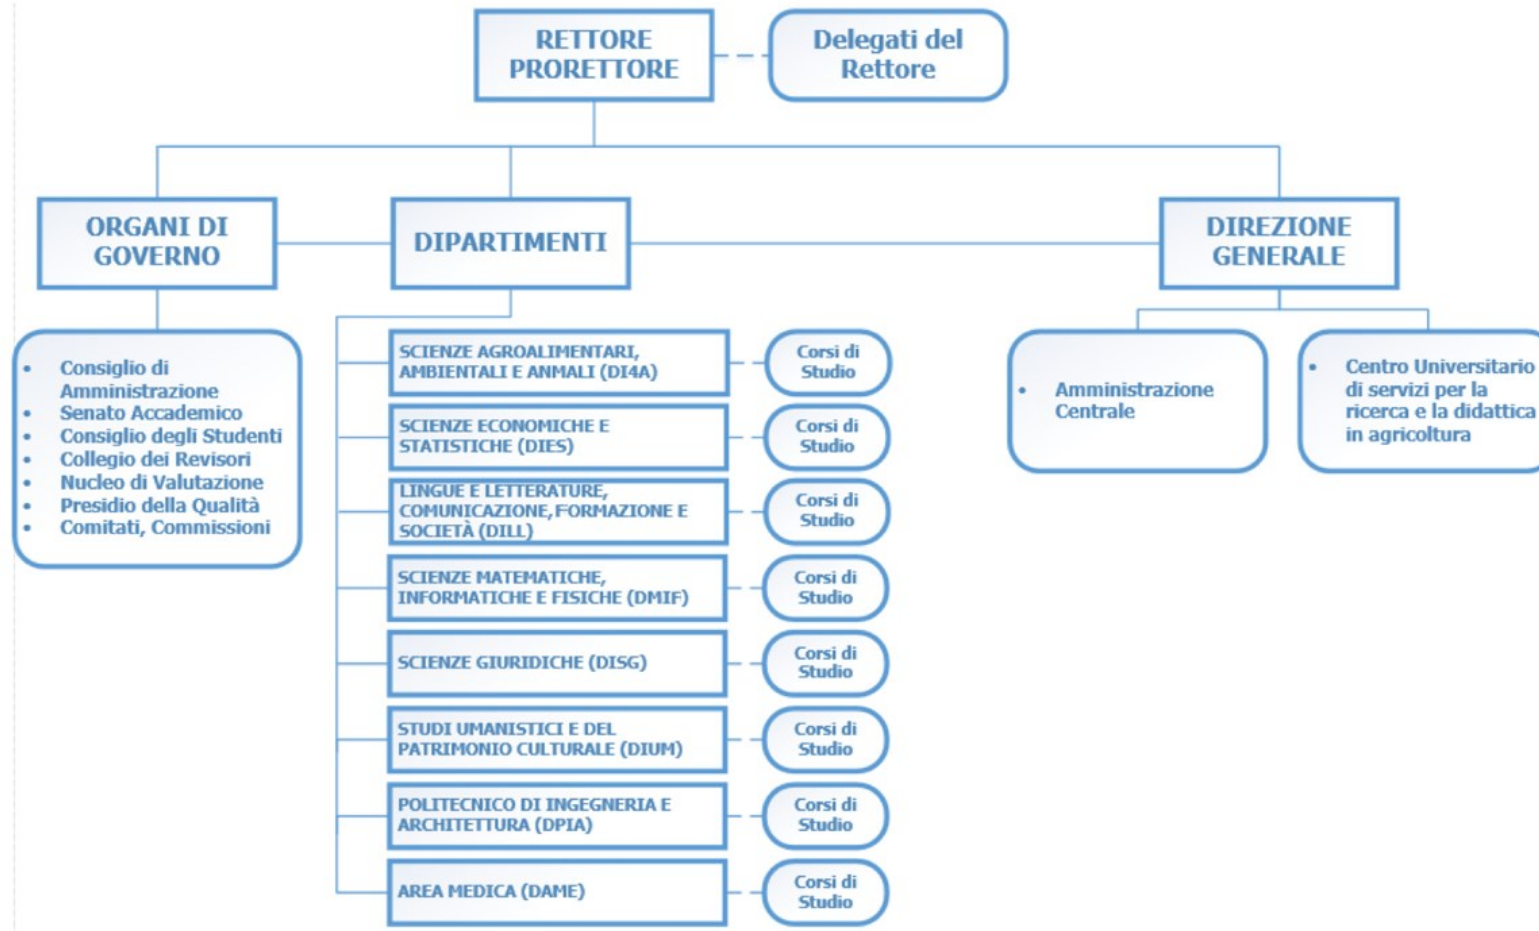 RETTORE
PRORETTORE
Delegati del
Rettore
ORGANI DI
GOVERNO
DIPARTIMENTI
DIREZIONE
GENERALE
• Consiglio di
Amministrazione
• Senato Accademico
• Consiglio degli Studenti
• Collegio dei Revisori
• Nucleo di Valutazione
• Presidio della Qualità
• Comitati, Commissioni
SCIENZE AGROALIMENTARI,
AMBIENTALI E ANMALI (DI4A)
Corsi di
Studio
SCIENZE ECONOMICHE E
STATISTICHE (DIES)
Corsi di
Studio
LINGUE E LETTERATURE,
COMUNICAZIONE, FORMAZIONE E
SOCIETÀ (DILL)
Corsi di
Studio
SCIENZE MATEMATICHE,
INFORMATICHE E FISICHE (DMIF)
Corsi di
Studio
SCIENZE GIURIDICHE (DISG)
Corsi di
Studio
STUDI UMANISTICI E DEL
PATRIMONIO CULTURALE (DIUM)
Corsi di
Studio
POLITECNICO DI INGEGNERIA E
ARCHITETTURA (DPIA)
Corsi di
Studio
AREA MEDICA (DAME)
Corsi di
Studio
• Amministrazione
Centrale
• Centro Universitario
di servizi per la
ricerca e la didattica
in agricoltura